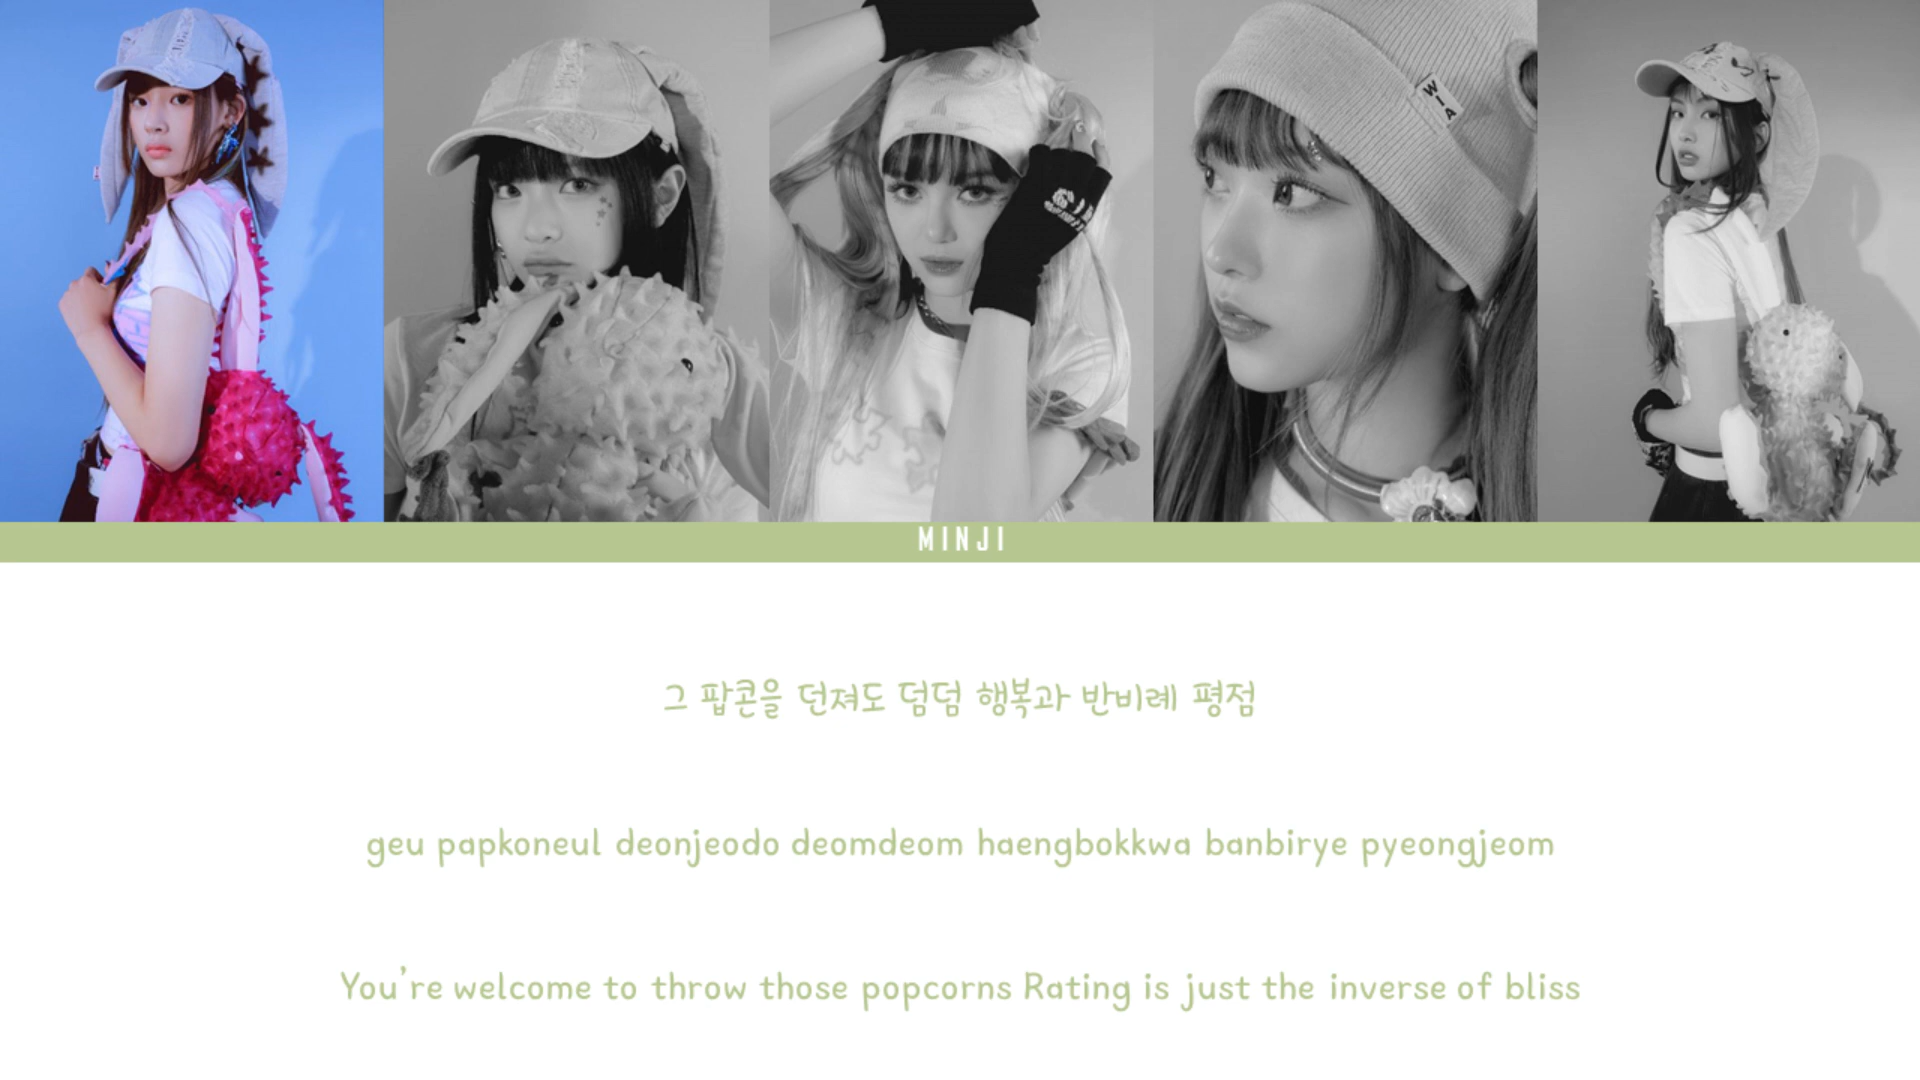 WIA
MINJI
그 팝콘을 던져도 덤덤 행복과 반비례 평점
geu papkoneul deonjeodo deomdeom haengbokkwa banbirye pyeongjeom
You're welcome to throw those popcorns Rating is just the inverse of bliss